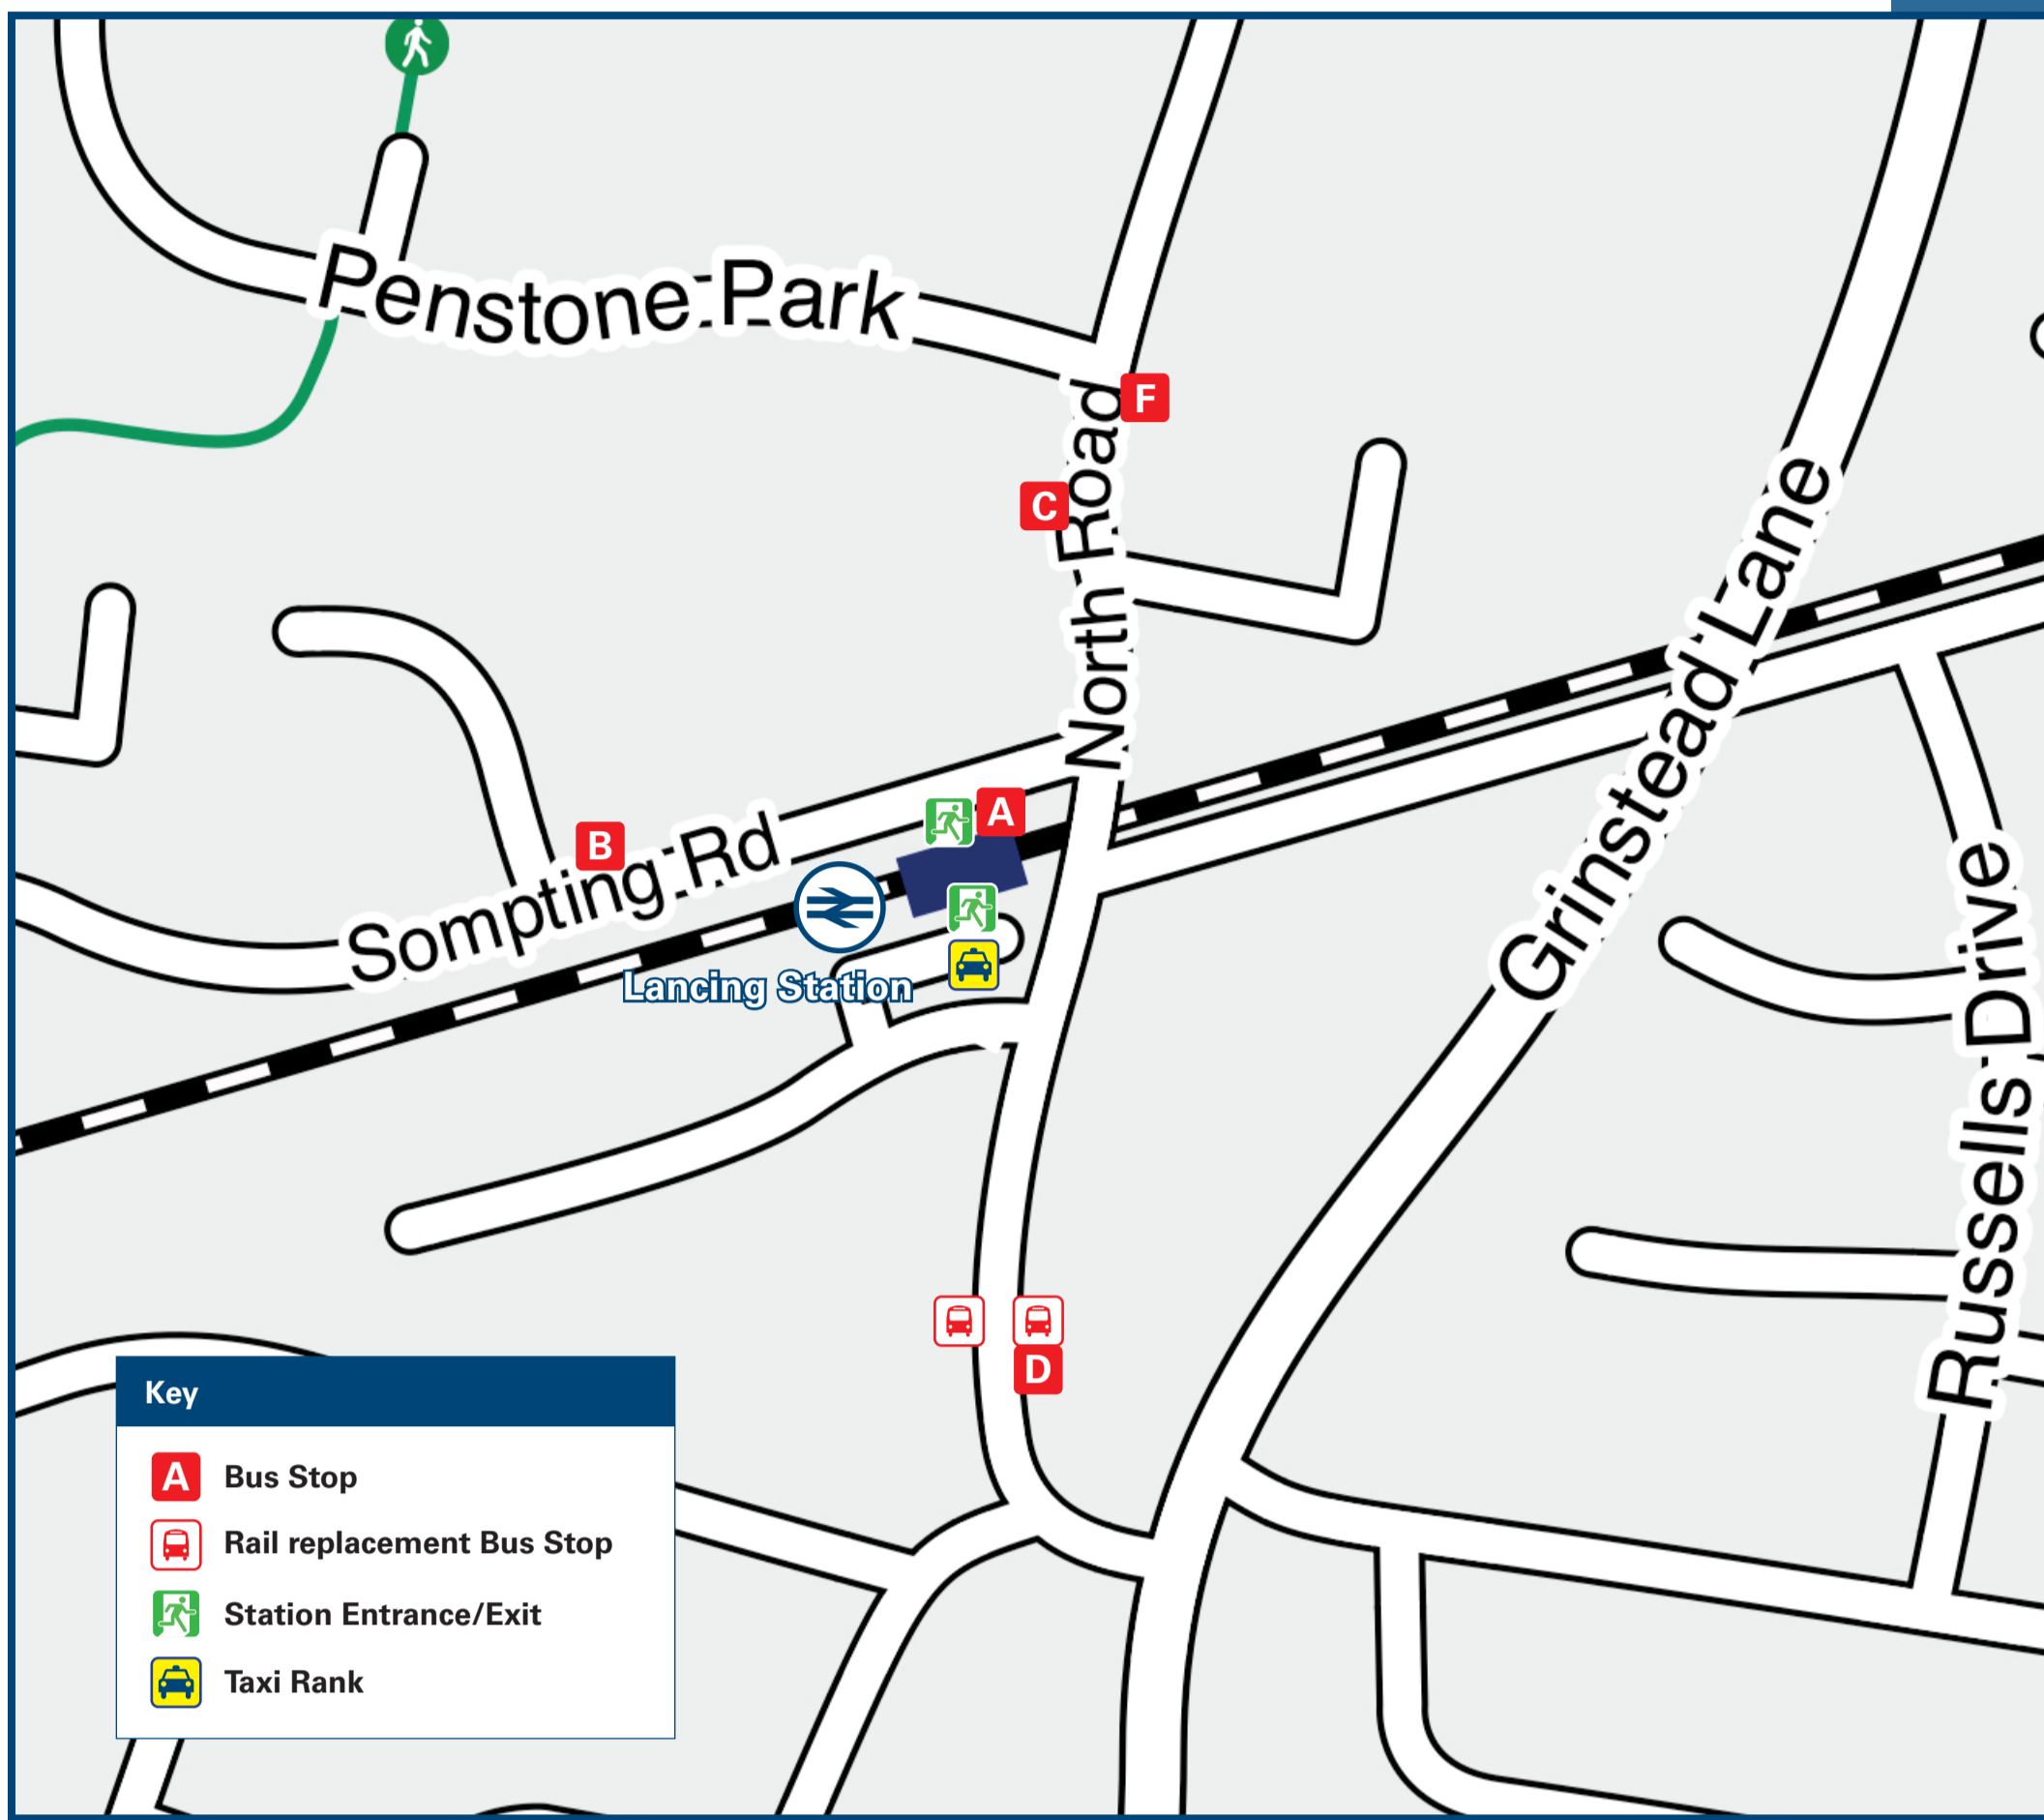 Penstone Park
F
C
North Road
Grinstead Lane
A
B
Sompting Rd
Lancing Station
Russells Drive
D
Key
A Bus Stop
Rail replacement Bus Stop
Station Entrance/Exit
Taxi Rank